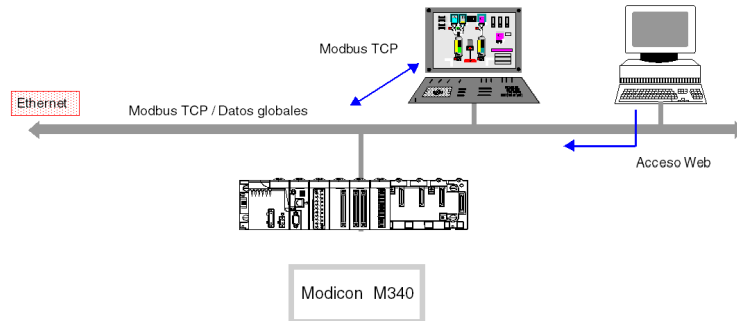 Modbus TCP
Ethernet
Modbus TCP / Datos globales
Acceso Web
Modicon M340